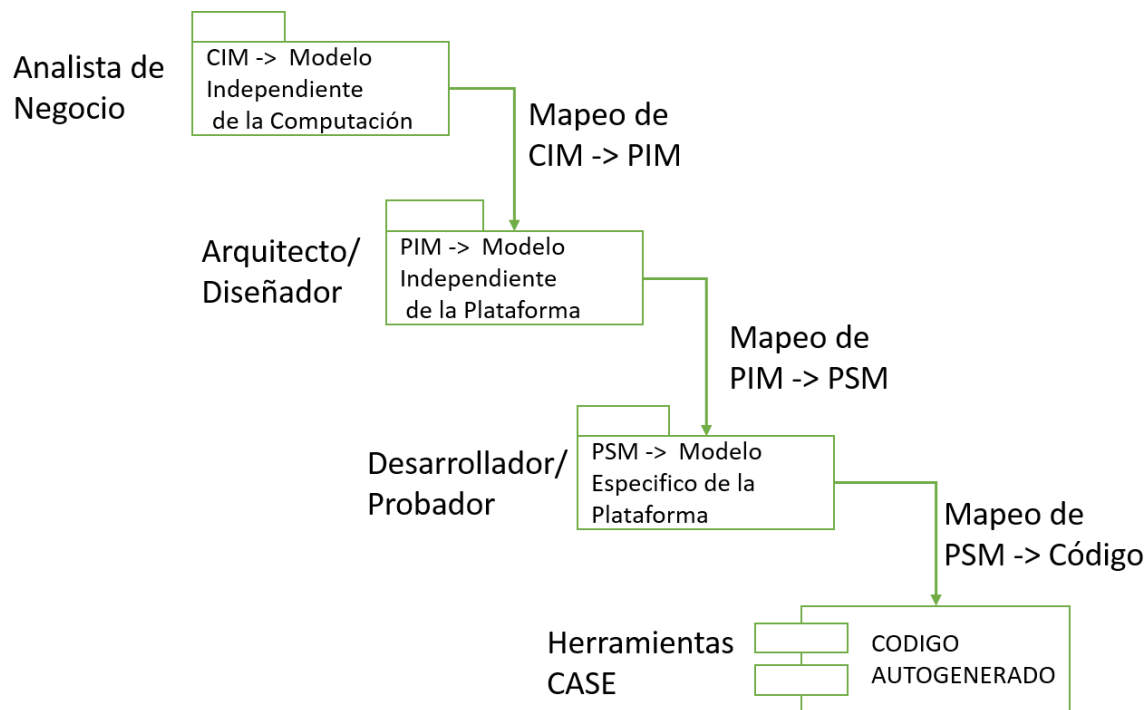 Analista de
Negocio
CIM -> Modelo
Independiente
de la Computación
Mapeo de
CIM -> PIM
Arquitecto/
Diseñador
PIM -> Modelo
Independiente
de la Plataforma
Mapeo de
PIM -> PSM
Desarrollador/
Probador
PSM -> Modelo
Especifico de la
Plataforma
Mapeo de
PSM -> Código
Herramientas
CASE
CODIGO
AUTOGENERADO